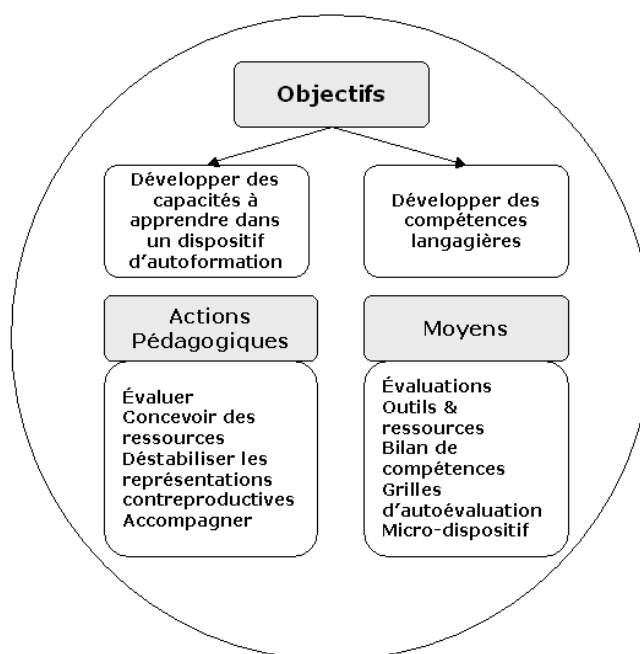 Objectifs
Développer des
capacités à
apprendre dans
un dispositif
d'autoformation
Développer des
compétences
langagières
Actions
Pédagogiques
Évaluer
Concevoir des
ressources
Déstabiliser les
représentations
contreproductives
Accompagner
Moyens
Évaluations
Outils &
ressources
Bilan de
compétences
Grilles
d'autoévaluation
Micro-dispositif